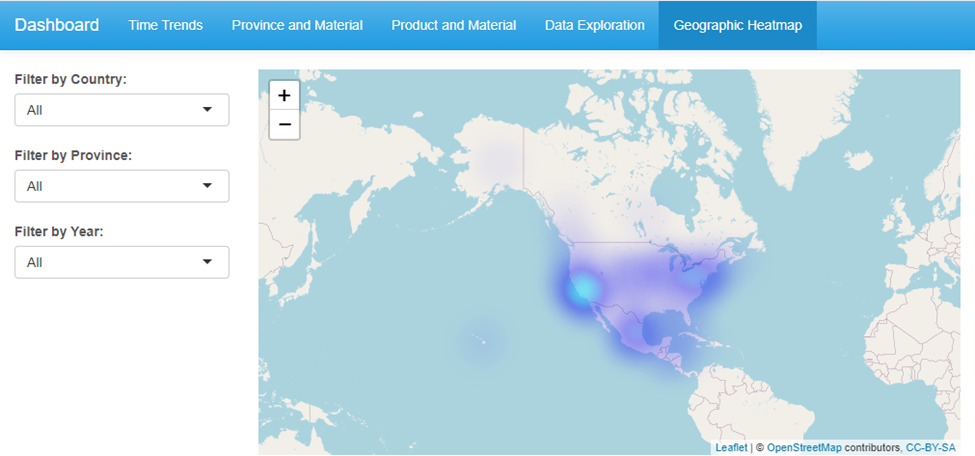 Dashboard Time Trends Province and Material Product and Material Data Exploration Geographic Heatmap
Filter by Country:
All
Filter by Province:
All
Filter by Year:
All
+
−
Leaflet | © OpenStreetMap contributors, CC-BY-SA